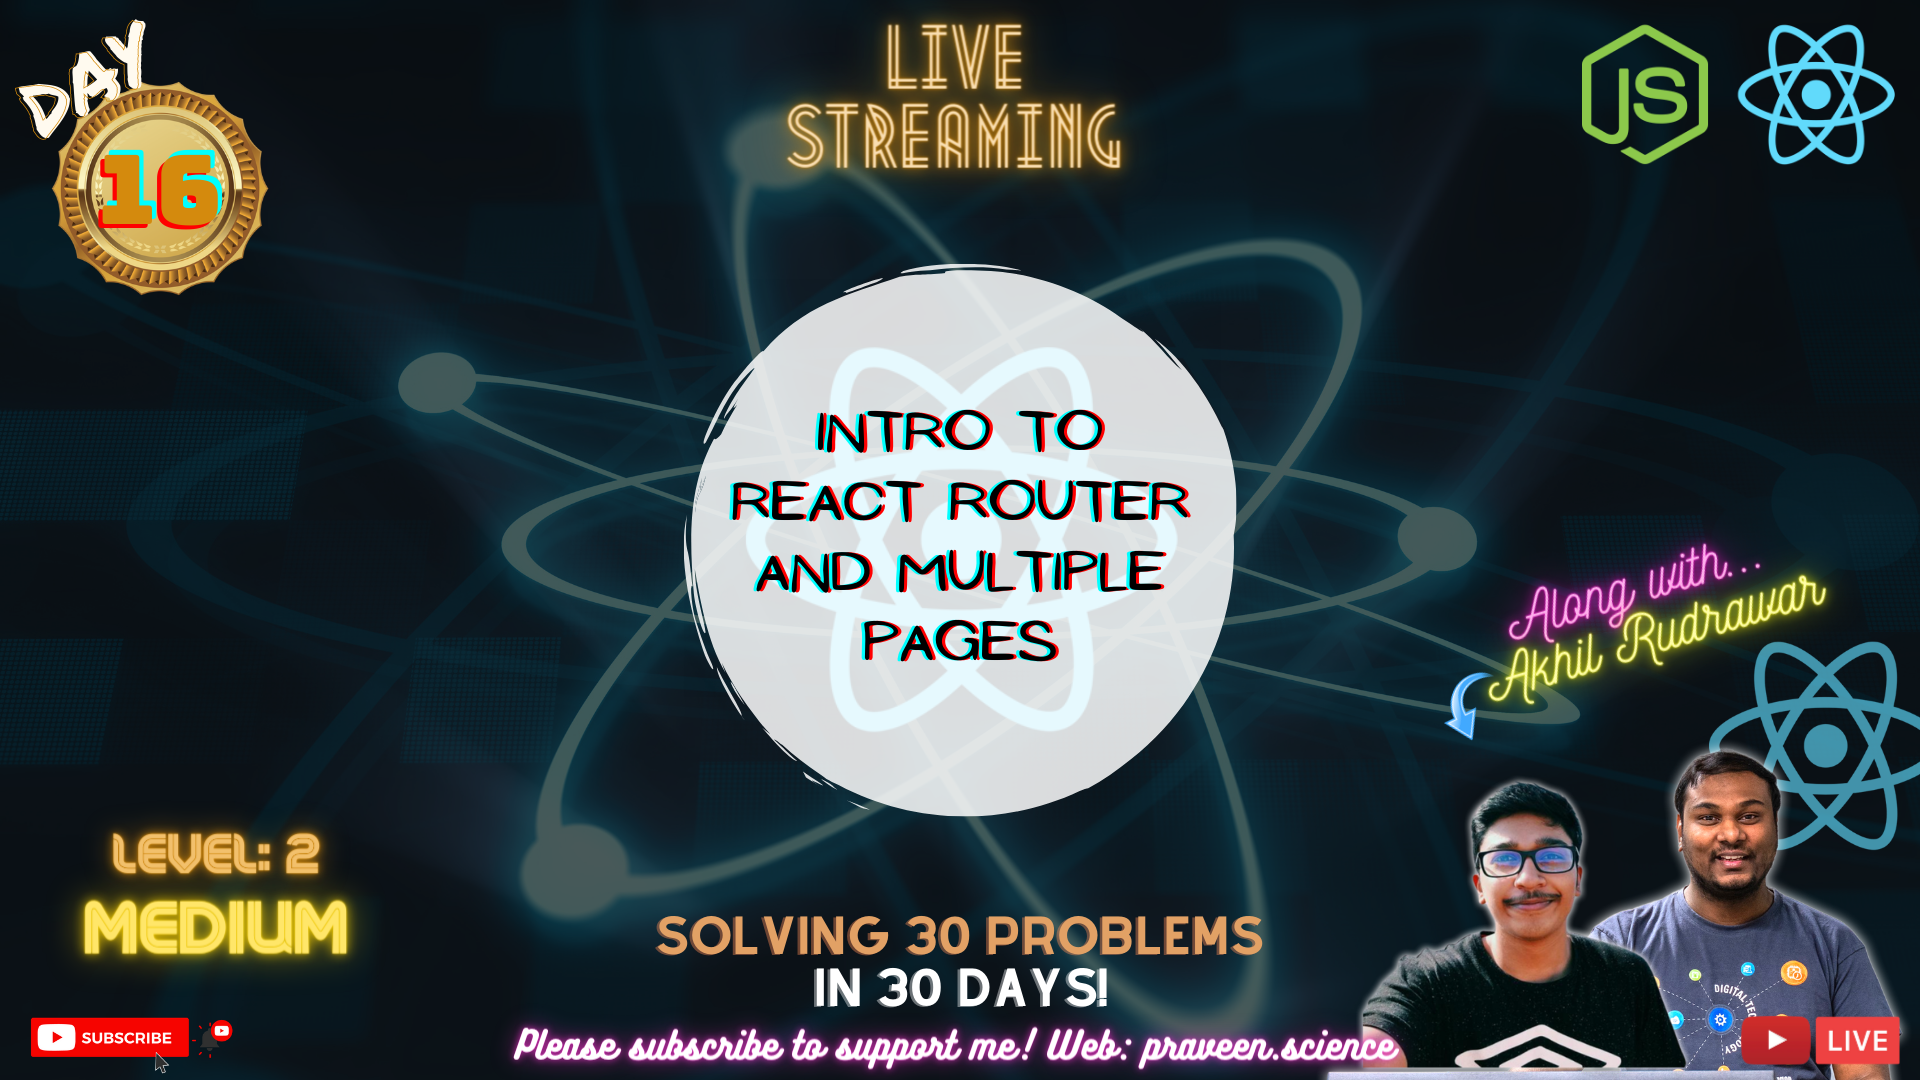 DAY
16
LIVE
STREAMING
JS
INTRO TO
REACT ROUTER
AND MULTIPLE
PAGES
Along with...
Akhil Rudrawar
LEVEL: 2
MEDIUM
SOLVING 30 PROBLEMS
IN 30 DAYS!
Please subscribe to support me! Web: praveen.science
SUBSCRIBE
DIGITAL
LIVE